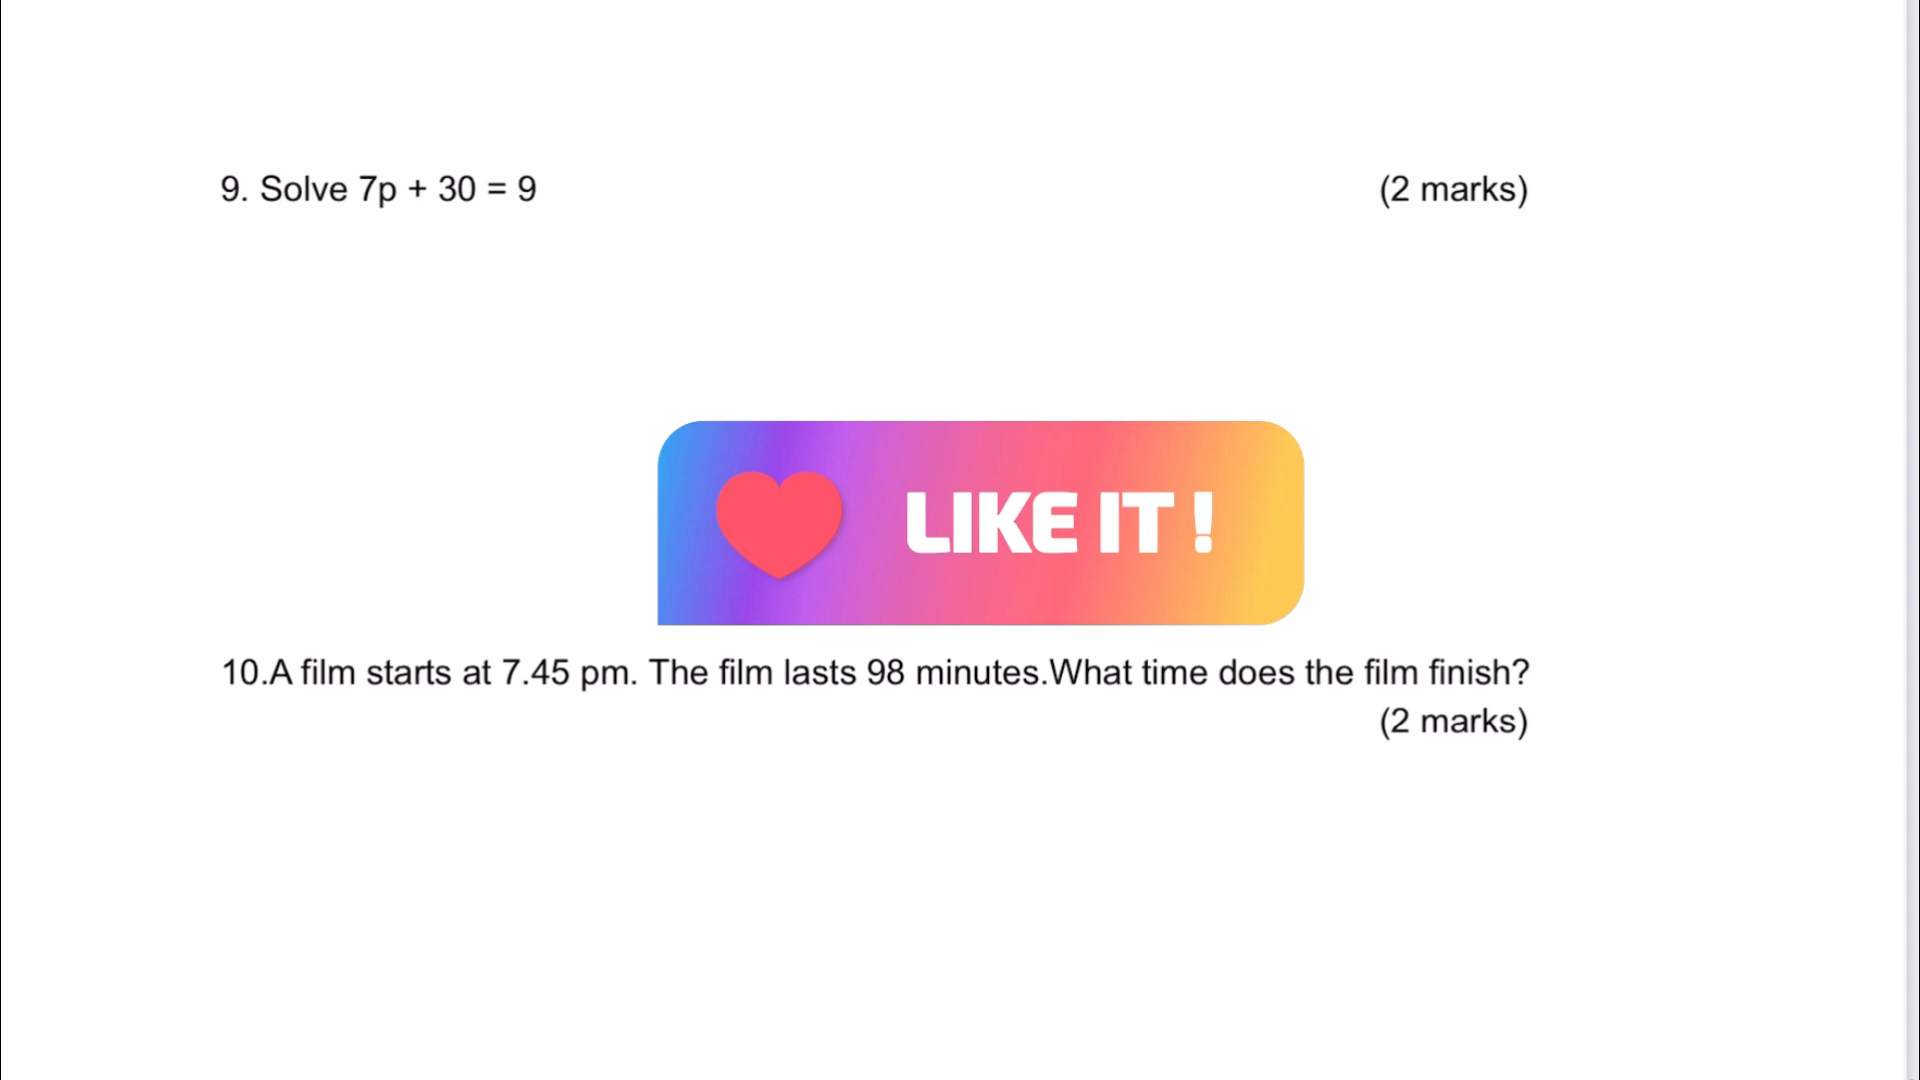 9. Solve 7p + 30 = 9 (2 marks)
LIKE IT !
10.A film starts at 7.45 pm. The film lasts 98 minutes.What time does the film finish?
(2 marks)